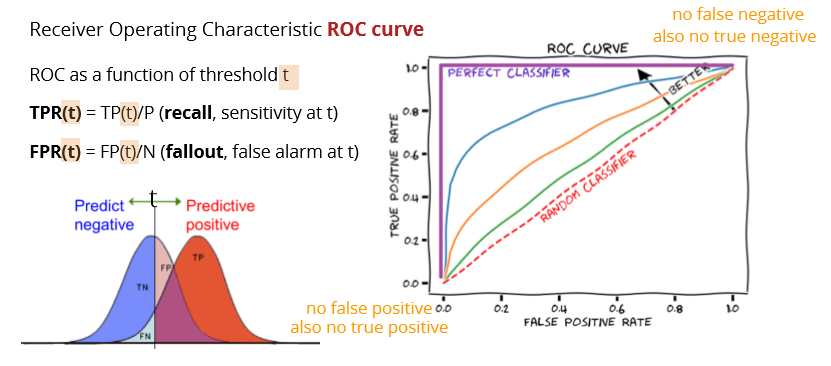 Receiver Operating Characteristic ROC curve
ROC as a function of threshold t
TPR(t) = TP(t)/P (recall, sensitivity at t)
FPR(t) = FP(t)/N (fallout, false alarm at t)
t
Predict negative
Predictive positive
TN
FP
TP
FN
no false negative
also no true negative
ROC CURVE
PERFECT CLASSIFIER
BETTER
RANDOM CLASSIFIER
TRUE POSITIVE RATE
1.0
0.8
0.6
0.4
0.2
0.0
0.0 0.2 0.4 0.6 0.8 1.0
FALSE POSITIVE RATE
no false positive
also no true positive